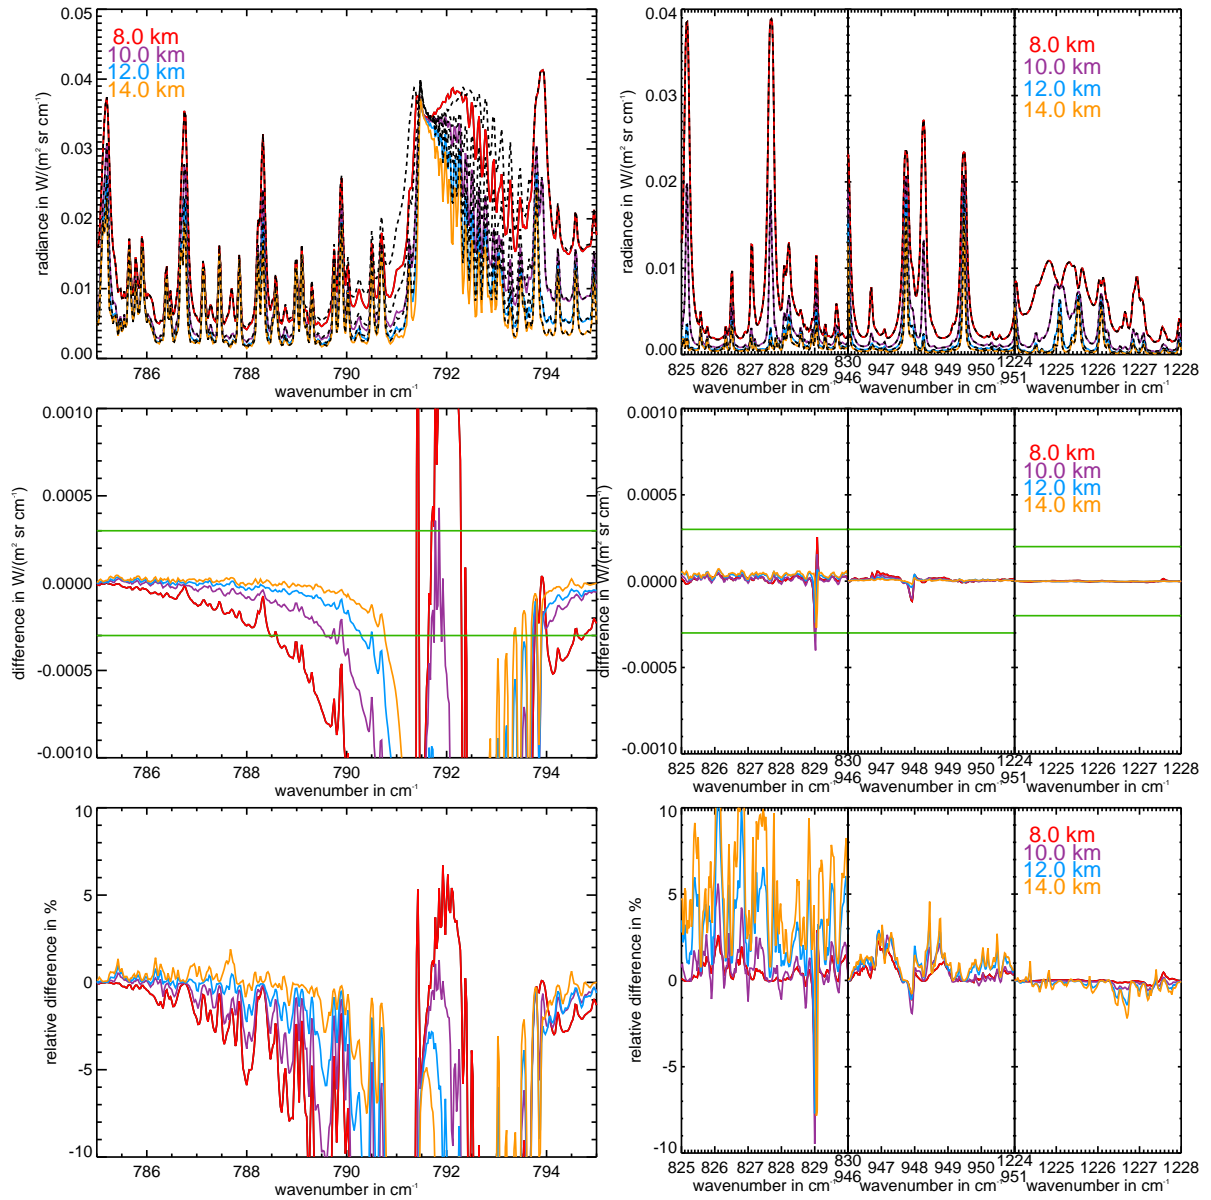 0.05
0.04
0.03
0.02
0.01
0.00
radiance in W/(m² sr cm⁻¹)
8.0 km
10.0 km
12.0 km
14.0 km
786 788 790 792 794
wavenumber in cm⁻¹
0.04
0.03
0.02
0.01
0.00
radiance in W/(m² sr cm⁻¹)
8.0 km
10.0 km
12.0 km
14.0 km
825 826 827 828 829 830
946 947 948 949 950 951
1224 1225 1226 1227 1228
wavenumber in cm⁻¹ wavenumber in cm⁻¹ wavenumber in cm⁻¹
0.0010
0.0005
0.0000
-0.0005
-0.0010
difference in W/(m² sr cm⁻¹)
786 788 790 792 794
wavenumber in cm⁻¹
0.0010
0.0005
0.0000
-0.0005
-0.0010
difference in W/(m² sr cm⁻¹)
8.0 km
10.0 km
12.0 km
14.0 km
825 826 827 828 829 830
946 947 948 949 950 951
1224 1225 1226 1227 1228
wavenumber in cm⁻¹ wavenumber in cm⁻¹ wavenumber in cm⁻¹
10
5
0
-5
-10
relative difference in %
786 788 790 792 794
wavenumber in cm⁻¹
10
5
0
-5
-10
relative difference in %
8.0 km
10.0 km
12.0 km
14.0 km
825 826 827 828 829 830
946 947 948 949 950 951
1224 1225 1226 1227 1228
wavenumber in cm⁻¹ wavenumber in cm⁻¹ wavenumber in cm⁻¹